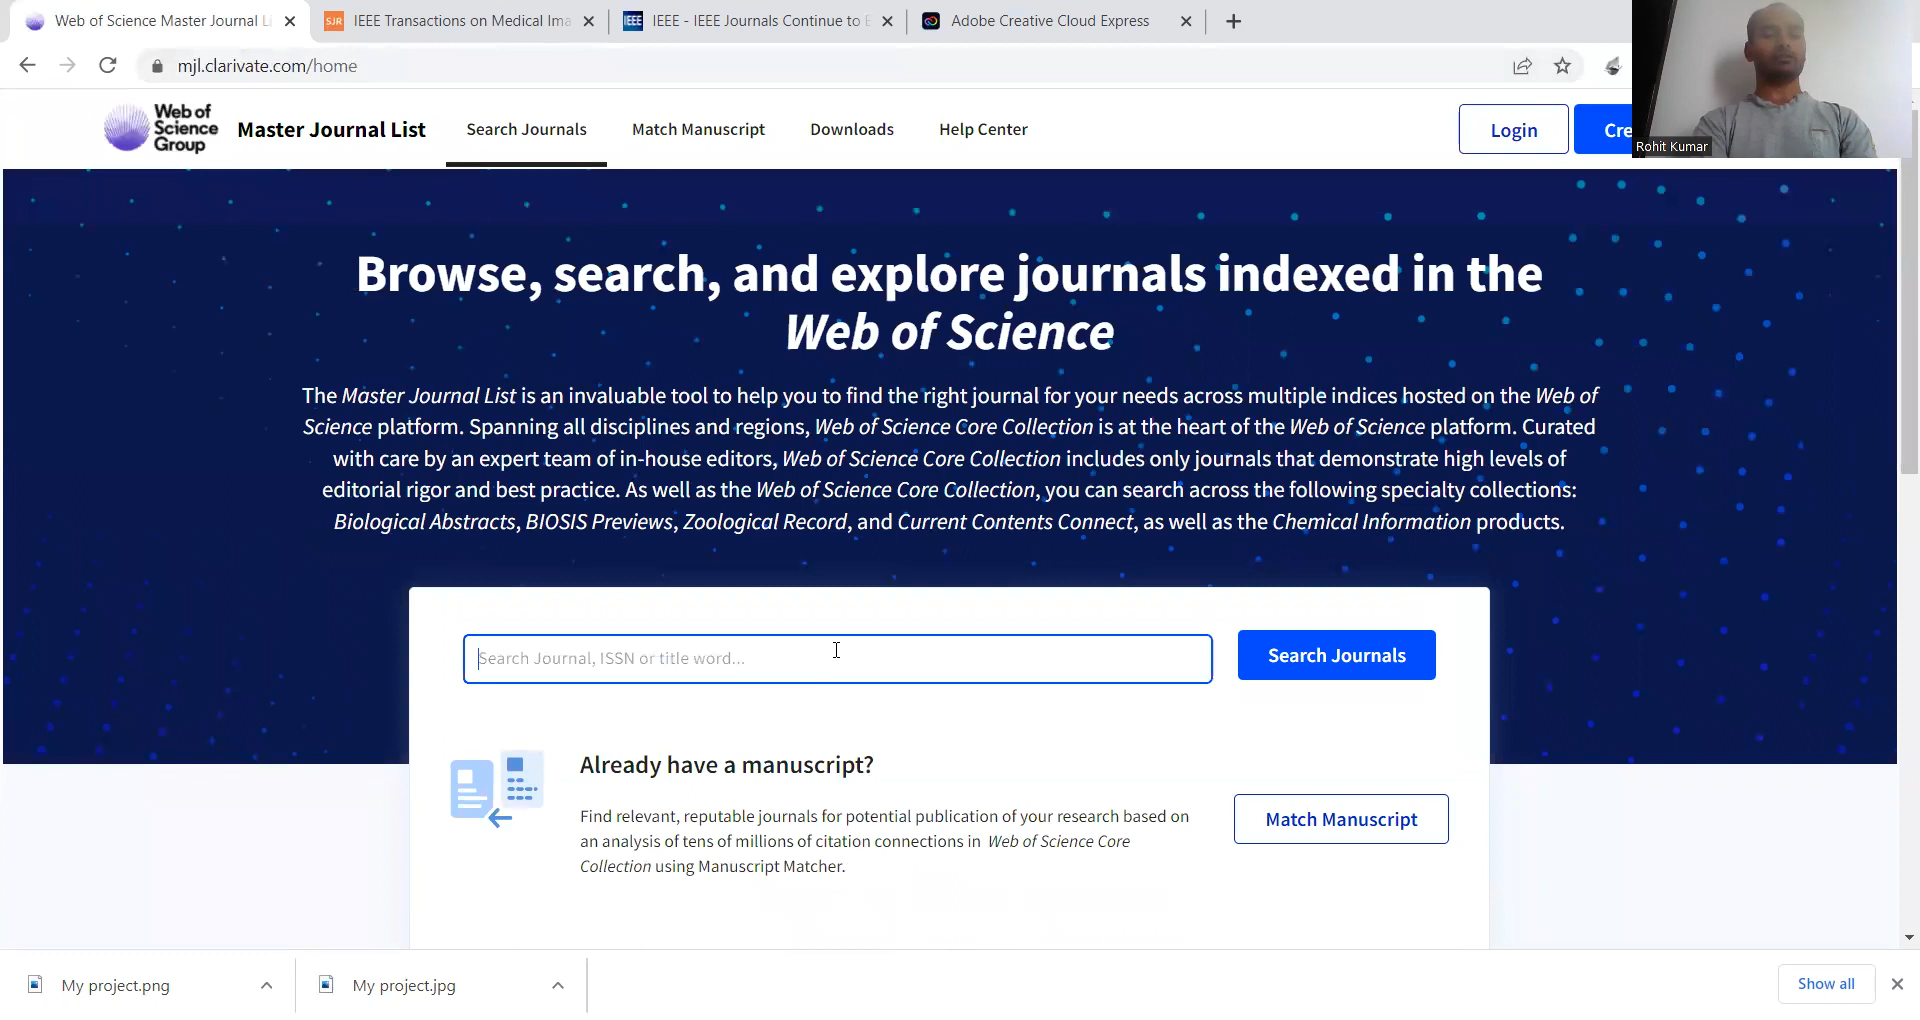 Web of Science Master Journal Li
IEEE Transactions on Medical Ima
IEEE - IEEE Journals Continue to E
Adobe Creative Cloud Express
mjl.clarivate.com/home
Web of
Science
Group
Master Journal List
Search Journals
Match Manuscript
Downloads
Help Center
Login
Cre
Rohit Kumar
Browse, search, and explore journals indexed in the
Web of Science
The Master Journal List is an invaluable tool to help you to find the right journal for your needs across multiple indices hosted on the Web of
Science platform. Spanning all disciplines and regions, Web of Science Core Collection is at the heart of the Web of Science platform. Curated
with care by an expert team of in-house editors, Web of Science Core Collection includes only journals that demonstrate high levels of
editorial rigor and best practice. As well as the Web of Science Core Collection, you can search across the following specialty collections:
Biological Abstracts, BIOSIS Previews, Zoological Record, and Current Contents Connect, as well as the Chemical Information products.
Search Journal, ISSN or title word...
Search Journals
Already have a manuscript?
Find relevant, reputable journals for potential publication of your research based on
an analysis of tens of millions of citation connections in Web of Science Core
Collection using Manuscript Matcher.
Match Manuscript
My project.png
My project.jpg
Show all
SJR
IEEE